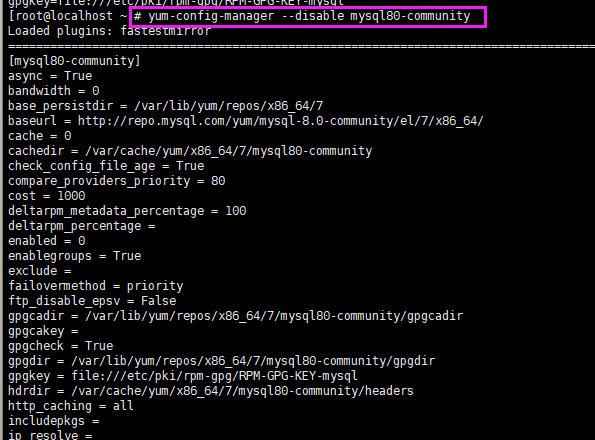 gpgkey=file:///etc/pki/rpm-gpg/RPM-GPG-KEY-mysql
[root@localhost ~ # yum-config-manager --disable mysql80-community
Loaded plugins: fastestmirror
================================================================================
[mysql80-community]
async = True
bandwidth = 0
base_persistdir = /var/lib/yum/repos/x86_64/7
baseurl = http://repo.mysql.com/yum/mysql-8.0-community/el/7/x86_64/
cache = 0
cachedir = /var/cache/yum/x86_64/7/mysql80-community
check_config_file_age = True
compare_providers_priority = 80
cost = 1000
deltarpm_metadata_percentage = 100
deltarpm_percentage =
enabled = 0
enablegroups = True
exclude =
failovermethod = priority
ftp_disable_epsv = False
gpgcadir = /var/lib/yum/repos/x86_64/7/mysql80-community/gpgcadir
gpgcakey =
gpgcheck = True
gpgdir = /var/lib/yum/repos/x86_64/7/mysql80-community/gpgdir
gpgkey = file:///etc/pki/rpm-gpg/RPM-GPG-KEY-mysql
hdrdir = /var/cache/yum/x86_64/7/mysql80-community/headers
http_caching = all
includepkgs =
ip_resolve =